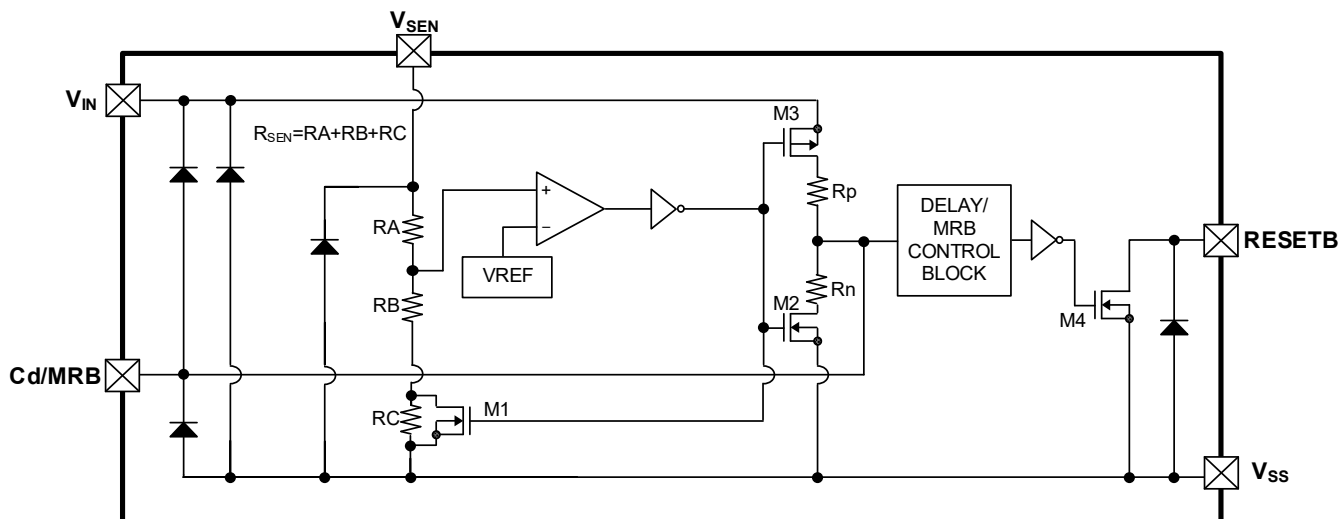 VSEN
VIN
M3
RSEN=RA+RB+RC
Rp
+
−
RA
VREF
DELAY/
MRB
CONTROL
BLOCK
RESETB
RB
Rn
M2
M4
Cd/MRB
RC
M1
VSS